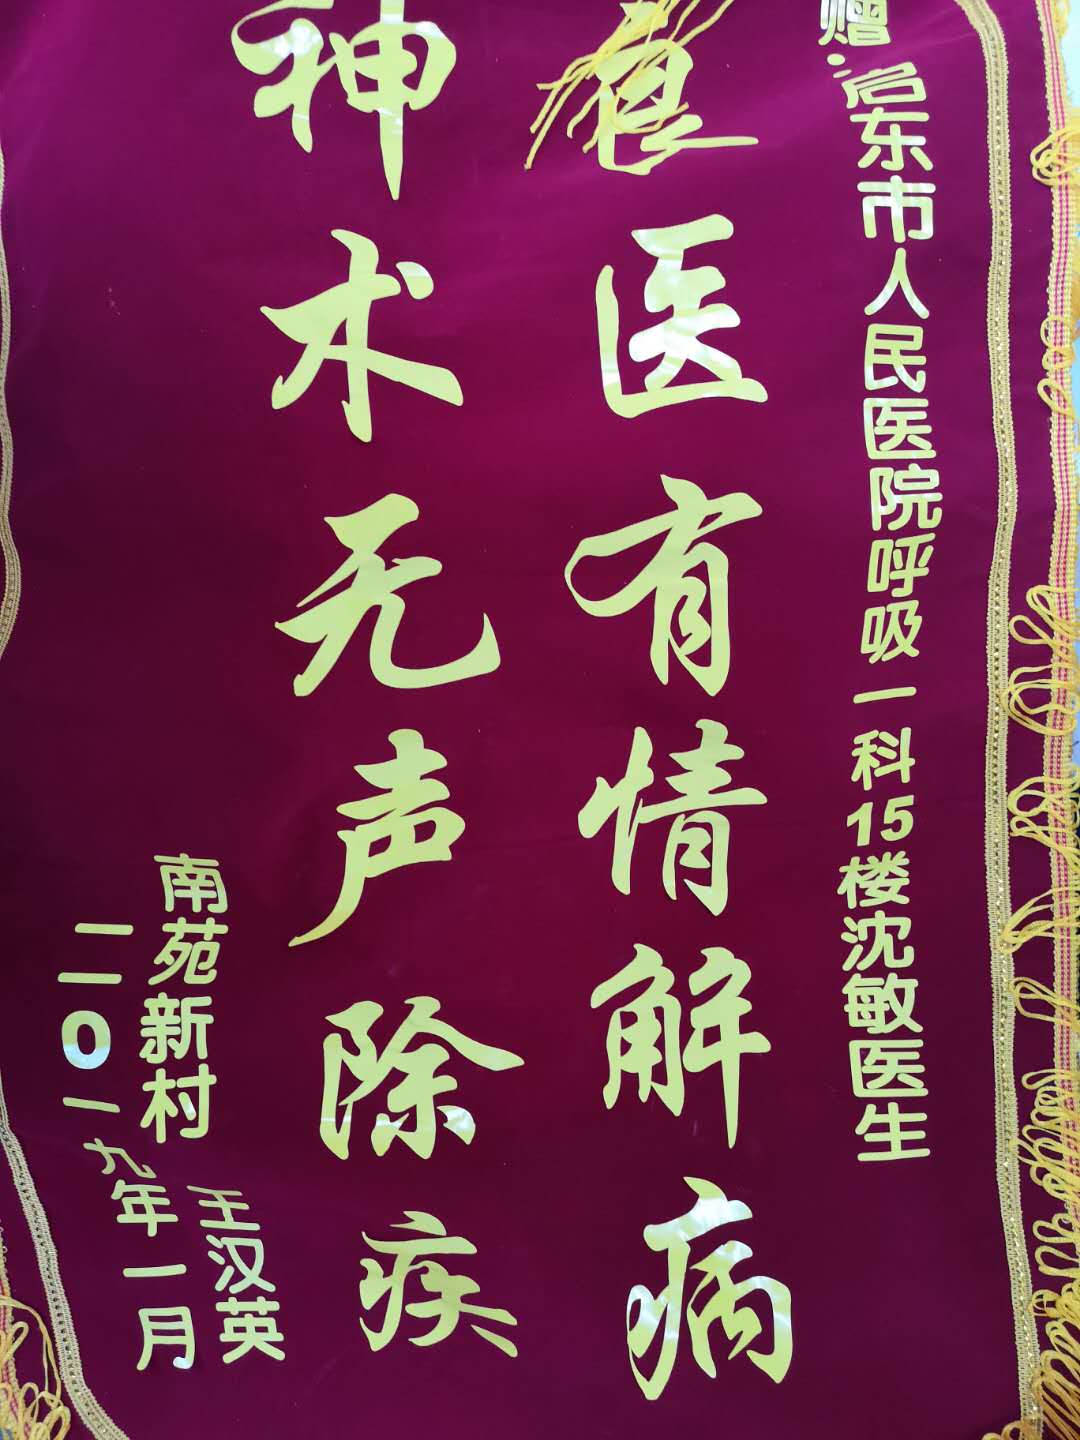 赠:启东市人民医院呼吸一科15楼沈敏医生
良医有情解病
神术无声除疾
南苑新村 王汉英
二0一九年一月